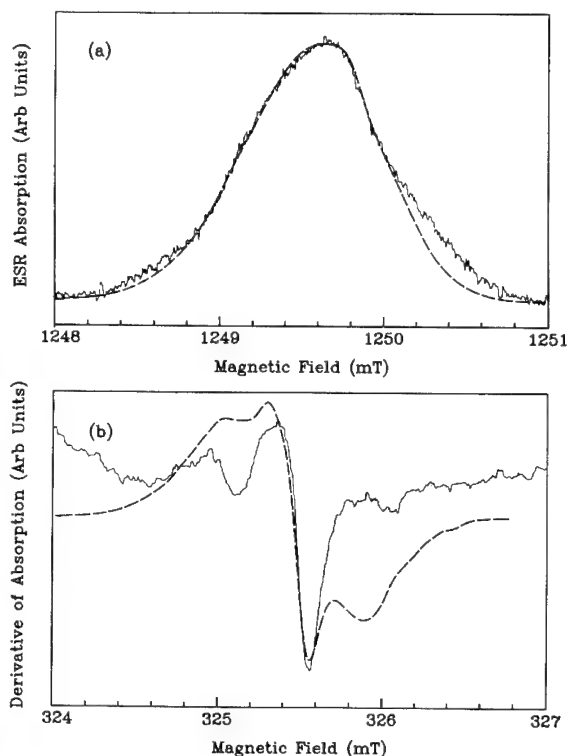 (a)
ESR Absorption (Arb Units)
1248 1249 1250 1251
Magnetic Field (mT)
(b)
Derivative of Absorption (Arb Units)
324 325 326 327
Magnetic Field (mT)